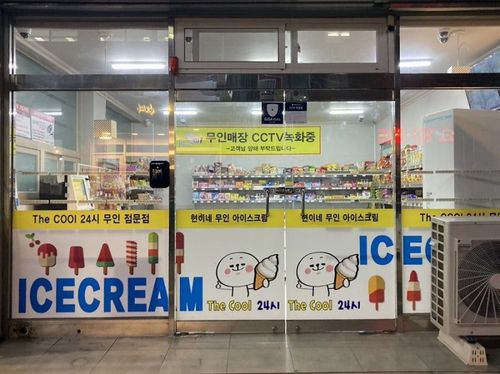 무인매장 CCTV녹화중
~고객님 양해 부탁드립니다~
The COOl 24시 무인 점문점
현이네 무인 아이스크림
현이네 무인 아이스크림
ICECREAM
The Cool 24시
The Cool 24시
ICE